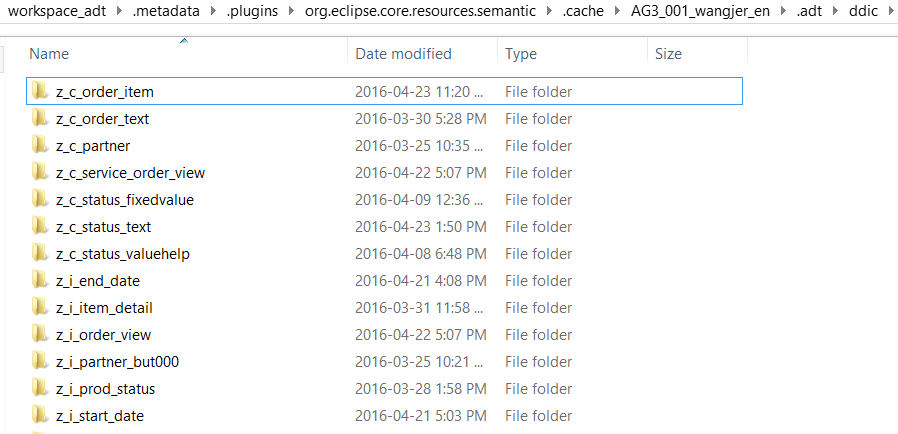 workspace_adt .metadata .plugins org.eclipse.core.resources.semantic .cache AG3_001_wangjer_en .adt ddic
Name Date modified Type Size
z_c_order_item 2016-04-23 11:20 ... File folder
z_c_order_text 2016-03-30 5:28 PM File folder
z_c_partner 2016-03-25 10:35 ... File folder
z_c_service_order_view 2016-04-22 5:07 PM File folder
z_c_status_fixedvalue 2016-04-09 12:36 ... File folder
z_c_status_text 2016-04-23 1:50 PM File folder
z_c_status_valuehelp 2016-04-08 6:48 PM File folder
z_i_end_date 2016-04-21 4:08 PM File folder
z_i_item_detail 2016-03-31 11:58 ... File folder
z_i_order_view 2016-04-22 5:07 PM File folder
z_i_partner_but000 2016-03-25 10:21 ... File folder
z_i_prod_status 2016-03-28 1:58 PM File folder
z_i_start_date 2016-04-21 5:03 PM File folder